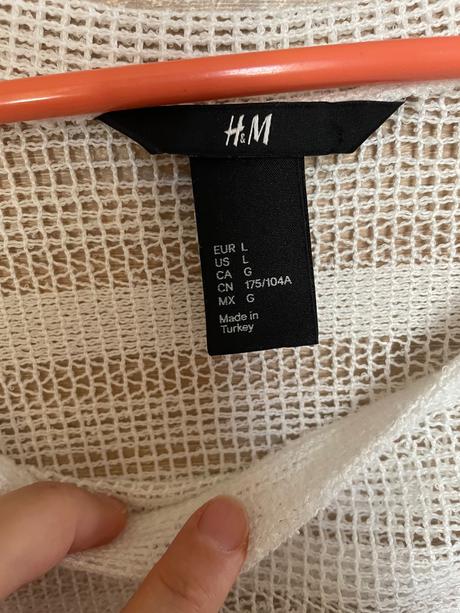 H&M
EUR L
US L
CA G
CN 175/104A
MX G
Made in
Turkey